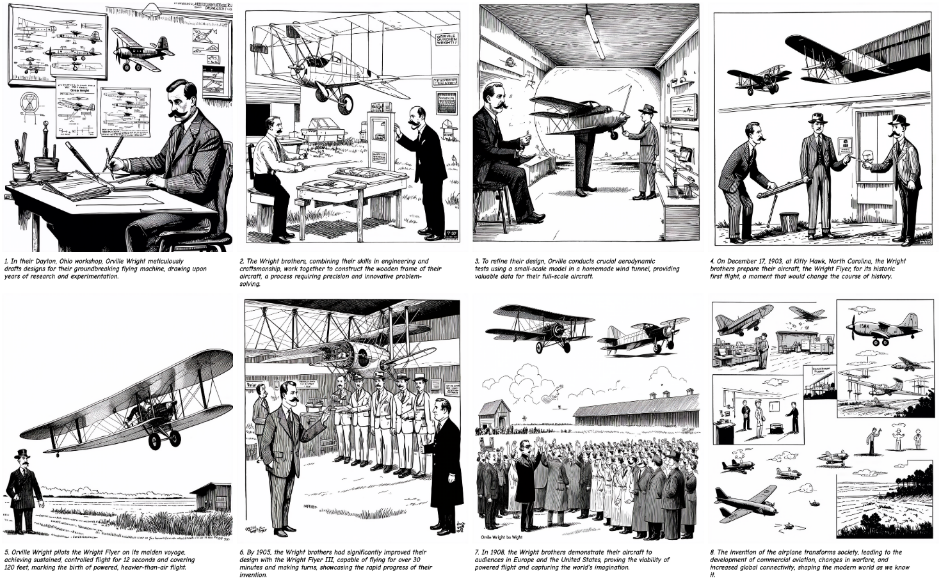 1. In their Dayton, Ohio workshop, Orville Wright meticulously
drafts designs for their groundbreaking flying machine, drawing upon
years of research and experimentation.
2. The Wright brothers, combining their skills in engineering and
craftsmanship, work together to construct the wooden frame of their
aircraft, a process requiring precision and innovative problem-
solving.
3. To refine their design, Orville conducts crucial aerodynamic
tests using a small-scale model in a homemade wind tunnel, providing
valuable data for their full-scale aircraft.
4. On December 17, 1903, at Kitty Hawk, North Carolina, the Wright
brothers prepare their aircraft, the Wright Flyer, for its historic
first flight, a moment that would change the course of history.
5. Orville Wright pilots the Wright Flyer on its maiden voyage,
achieving sustained, controlled flight for 12 seconds and covering
120 feet, marking the birth of powered, heavier-than-air flight.
6. By 1905, the Wright brothers had significantly improved their
design with the Wright Flyer III, capable of flying for over 30
minutes and making turns, showcasing the rapid progress of their
invention.
7. In 1908, the Wright brothers demonstrate their aircraft to
audiences in Europe and the United States, proving the viability of
powered flight and capturing the world's imagination.
8. The invention of the airplane transforms society, leading to the
development of commercial aviation, changes in warfare, and
increased global connectivity, shaping the modern world as we know
it.